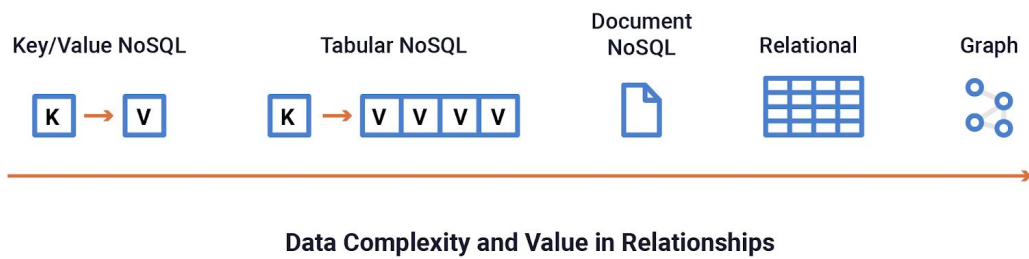 Key/Value NoSQL
Tabular NoSQL
Document
NoSQL
Relational
Graph
K V
K V V V V
Data Complexity and Value in Relationships